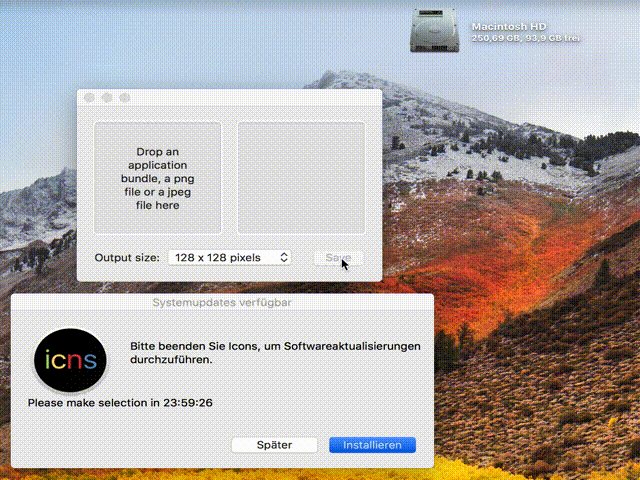 Macintosh HD
250,69 GB, 93,9 GB frei
Drop an
application
bundle, a png
file or a jpeg
file here
Output size:
128 x 128 pixels
Save
Systemupdates verfügbar
icns
Bitte beenden Sie Icons, um Softwareaktualisierungen
durchzuführen.
Please make selection in 23:59:26
Später
Installieren